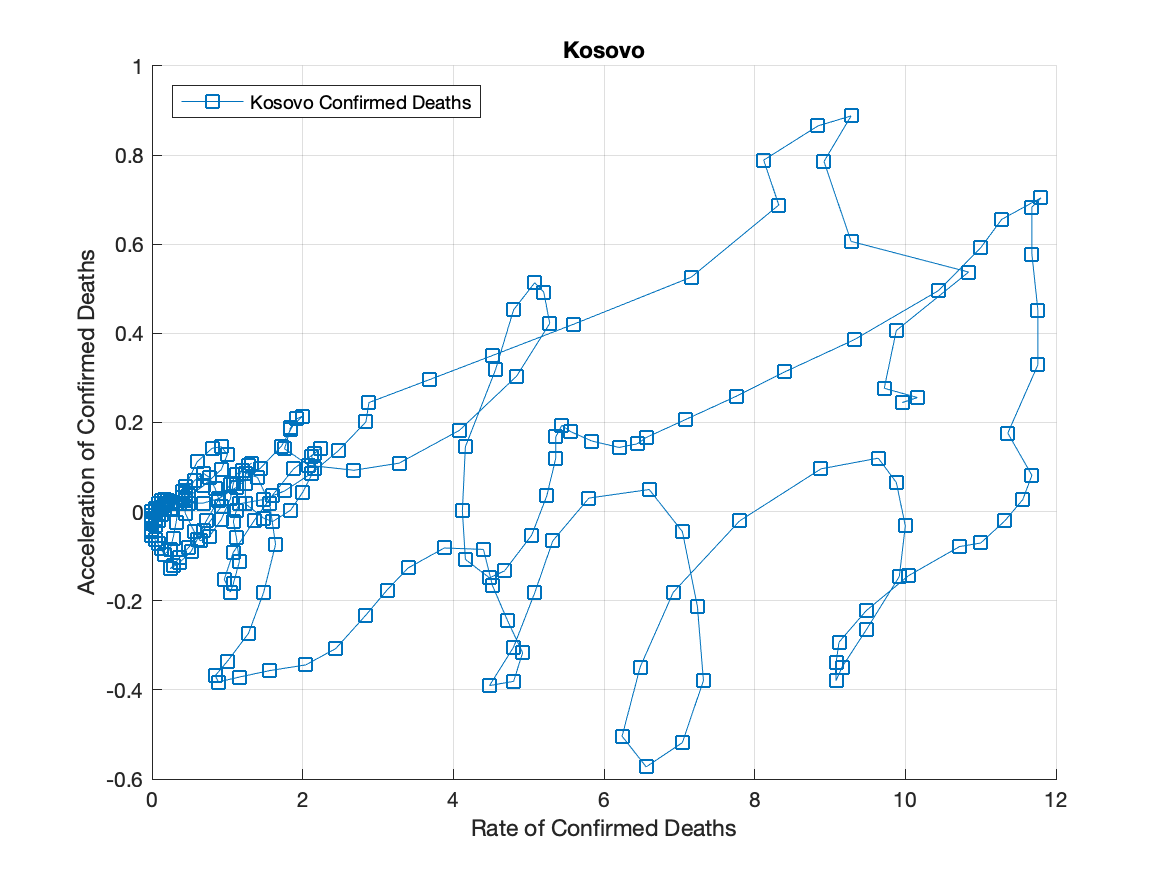 Kosovo
Kosovo Confirmed Deaths
1
0.8
0.6
0.4
0.2
0
-0.2
-0.4
-0.6
Acceleration of Confirmed Deaths
0 2 4 6 8 10 12
Rate of Confirmed Deaths